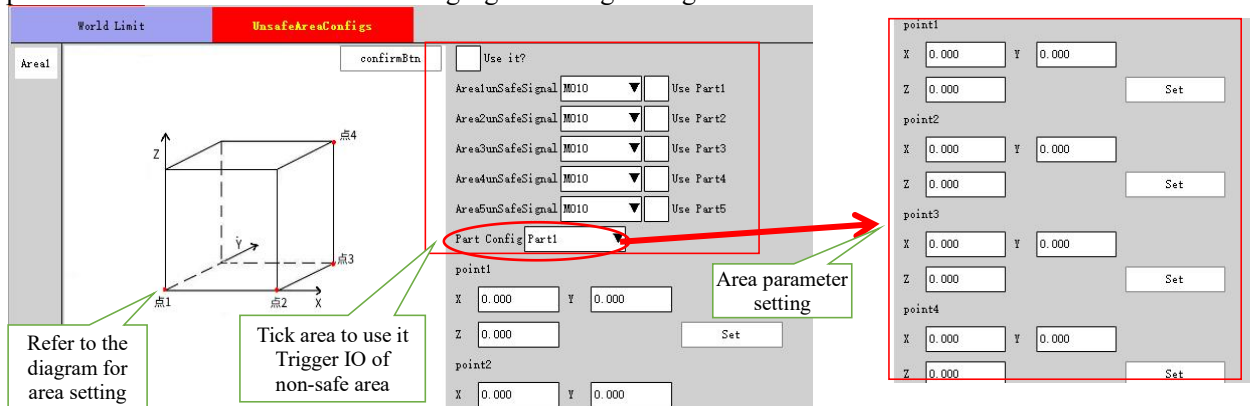 World Limit
UnsafeAreaConfigs
Area1
confirmBtn
Z
Y
X
点1
点2
点3
点4
Refer to the
diagram for
area setting
Tick area to use it
Trigger IO of
non-safe area
Use it?
Area1unSafeSignal M010 Use Part1
Area2unSafeSignal M010 Use Part2
Area3unSafeSignal M010 Use Part3
Area4unSafeSignal M010 Use Part4
Area5unSafeSignal M010 Use Part5
Part Config Part1
point1
X 0.000 Y 0.000
Z 0.000 Set
point2
X 0.000 Y 0.000
Area parameter
setting
point1
X 0.000 Y 0.000
Z 0.000 Set
point2
X 0.000 Y 0.000
Z 0.000 Set
point3
X 0.000 Y 0.000
Z 0.000 Set
point4
X 0.000 Y 0.000
Z 0.000 Set